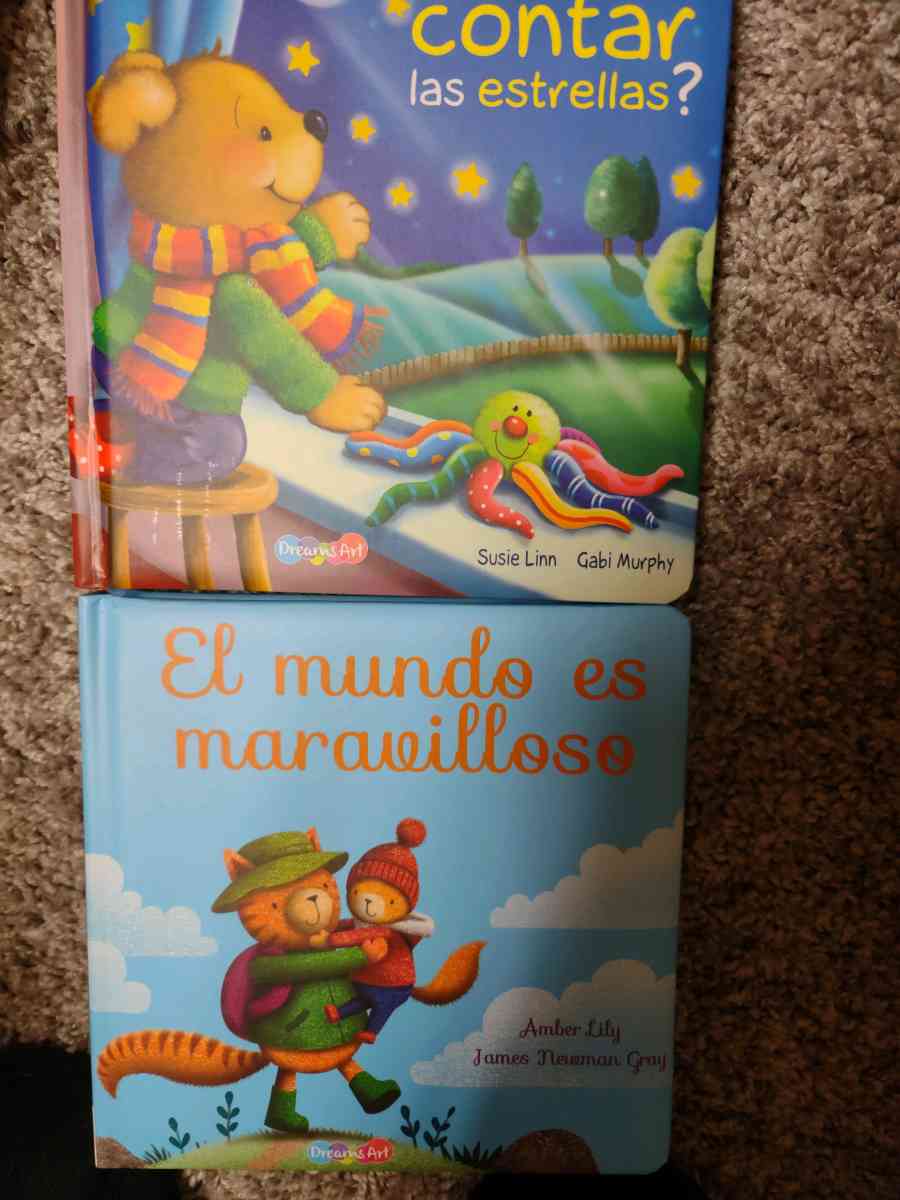 contar
las estrellas?
Dreams Art
Susie Linn Gabi Murphy
El mundo es
maravilloso
Amber Lily
James Newman Gray
Dreams Art